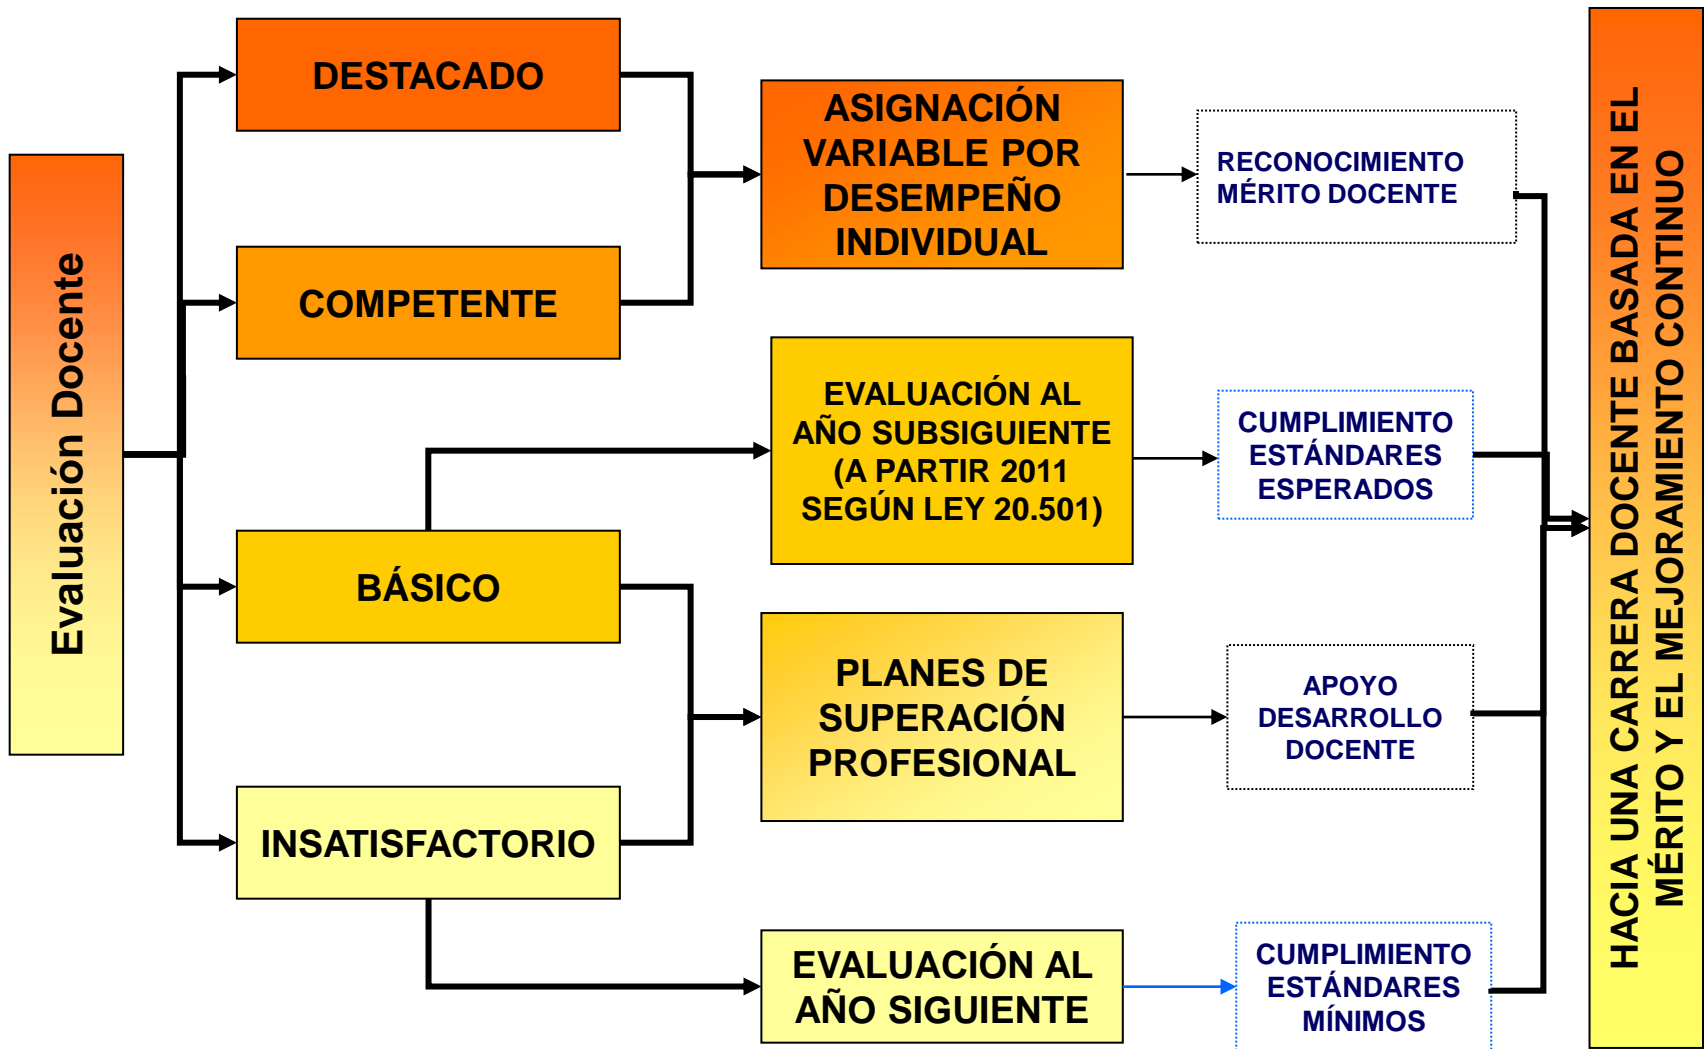 Evaluación Docente
DESTACADO
COMPETENTE
BÁSICO
INSATISFACTORIO
ASIGNACIÓN
VARIABLE POR
DESEMPEÑO
INDIVIDUAL
EVALUACIÓN AL
AÑO SUBSIGUIENTE
(A PARTIR 2011
SEGÚN LEY 20.501)
PLANES DE
SUPERACIÓN
PROFESIONAL
EVALUACIÓN AL
AÑO SIGUIENTE
RECONOCIMIENTO
MÉRITO DOCENTE
CUMPLIMIENTO
ESTÁNDARES
ESPERADOS
APOYO
DESARROLLO
DOCENTE
CUMPLIMIENTO
ESTÁNDARES
MÍNIMOS
HACIA UNA CARRERA DOCENTE BASADA EN EL
MÉRITO Y EL MEJORAMIENTO CONTINUO